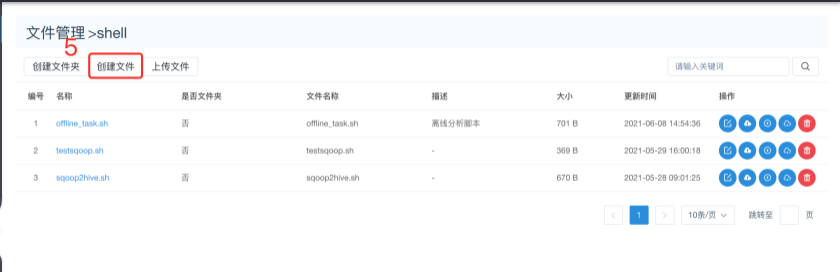 文件管理 >shell
5
创建文件夹 创建文件 上传文件 请输入关键词
编号 名称 是否文件夹 文件名称 描述 大小 更新时间 操作
1 offline_task.sh 否 offline_task.sh 离线分析脚本 701 B 2021-06-08 14:54:36
2 testsqoop.sh 否 testsqoop.sh - 369 B 2021-05-29 16:00:18
3 sqoop2hive.sh 否 sqoop2hive.sh - 670 B 2021-05-28 09:01:25
< 1 > 10条/页 跳转至 页